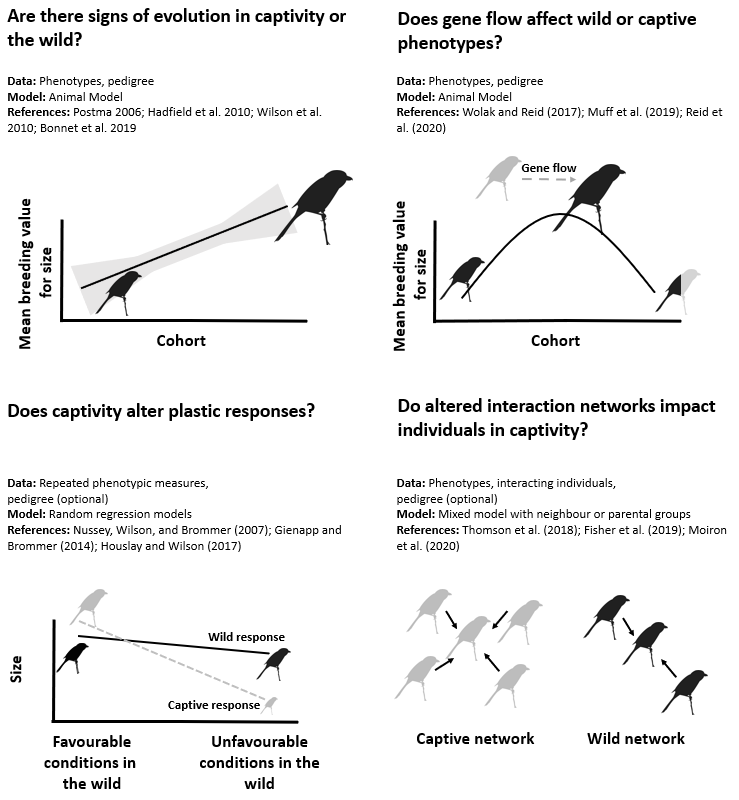 Are there signs of evolution in captivity or
the wild?
Data: Phenotypes, pedigree
Model: Animal Model
References: Postma 2006; Hadfield et al. 2010; Wilson et al.
2010; Bonnet et al. 2019
Mean breeding value
for size
Cohort
Does gene flow affect wild or captive
phenotypes?
Data: Phenotypes, pedigree
Model: Animal Model
References: Wolak and Reid (2017); Muff et al. (2019); Reid et
al. (2020)
Gene flow
Mean breeding value
for size
Cohort
Does captivity alter plastic responses?
Data: Repeated phenotypic measures,
pedigree (optional)
Model: Random regression models
References: Nussey, Wilson, and Brommer (2007); Gienapp and
Brommer (2014); Houslay and Wilson (2017)
Size
Wild response
Captive response
Favourable
conditions in
the wild
Unfavourable
conditions in the
wild
Do altered interaction networks impact
individuals in captivity?
Data: Phenotypes, interacting individuals,
pedigree (optional)
Model: Mixed model with neighbour or parental groups
References: Thomson et al. (2018); Fisher et al. (2019); Moiron
et al. (2020)
Captive network
Wild network